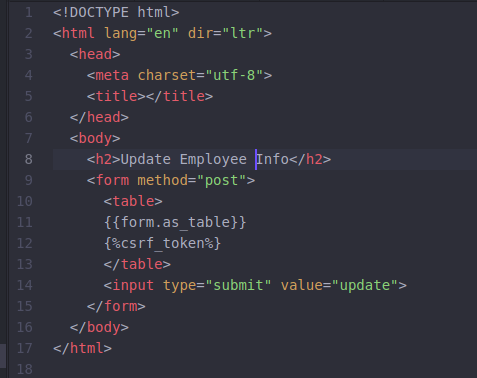 1 <!DOCTYPE html>
2 <html lang="en" dir="ltr">
3   <head>
4     <meta charset="utf-8">
5     <title></title>
6   </head>
7   <body>
8     <h2>Update Employee Info</h2>
9     <form method="post">
10       <table>
11       {{form.as_table}}
12       {%csrf_token%}
13       </table>
14       <input type="submit" value="update">
15     </form>
16   </body>
17 </html>
18